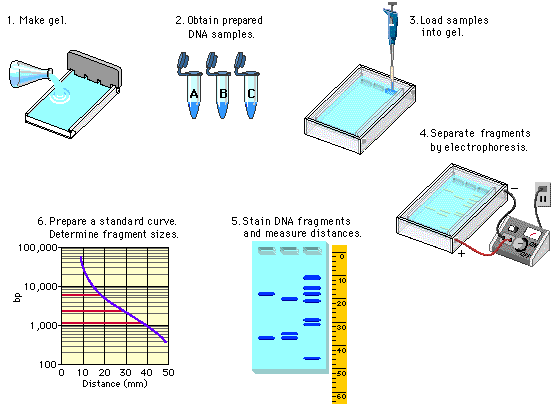 1. Make gel.
2. Obtain prepared
DNA samples.
A B C
3. Load samples
into gel.
4. Separate fragments
by electrophoresis.
−
+
6. Prepare a standard curve.
Determine fragment sizes.
100,000
10,000
1,000
100
bp
0 10 20 30 40 50
Distance (mm)
5. Stain DNA fragments
and measure distances.
0
10
20
30
40
50
60